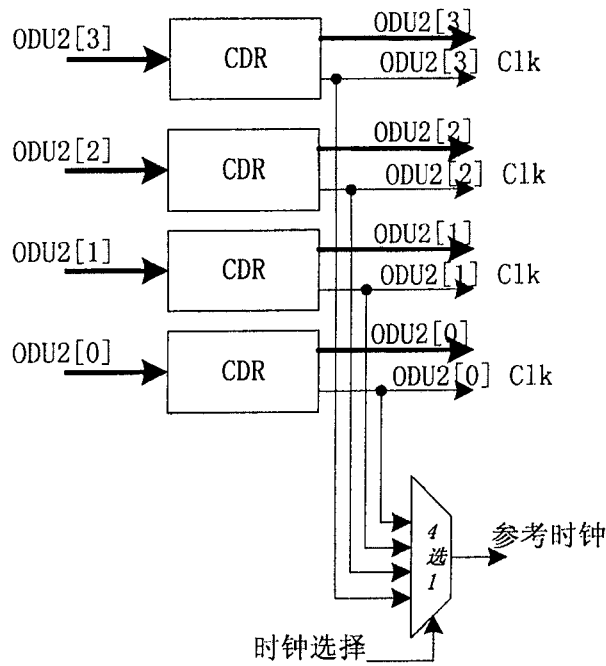 ODU2[3]
CDR
ODU2[3]
ODU2[3] Clk
ODU2[2]
CDR
ODU2[2]
ODU2[2] Clk
ODU2[1]
CDR
ODU2[1]
ODU2[1] Clk
ODU2[0]
CDR
ODU2[0]
ODU2[0] Clk
4
选
1
参考时钟
时钟选择